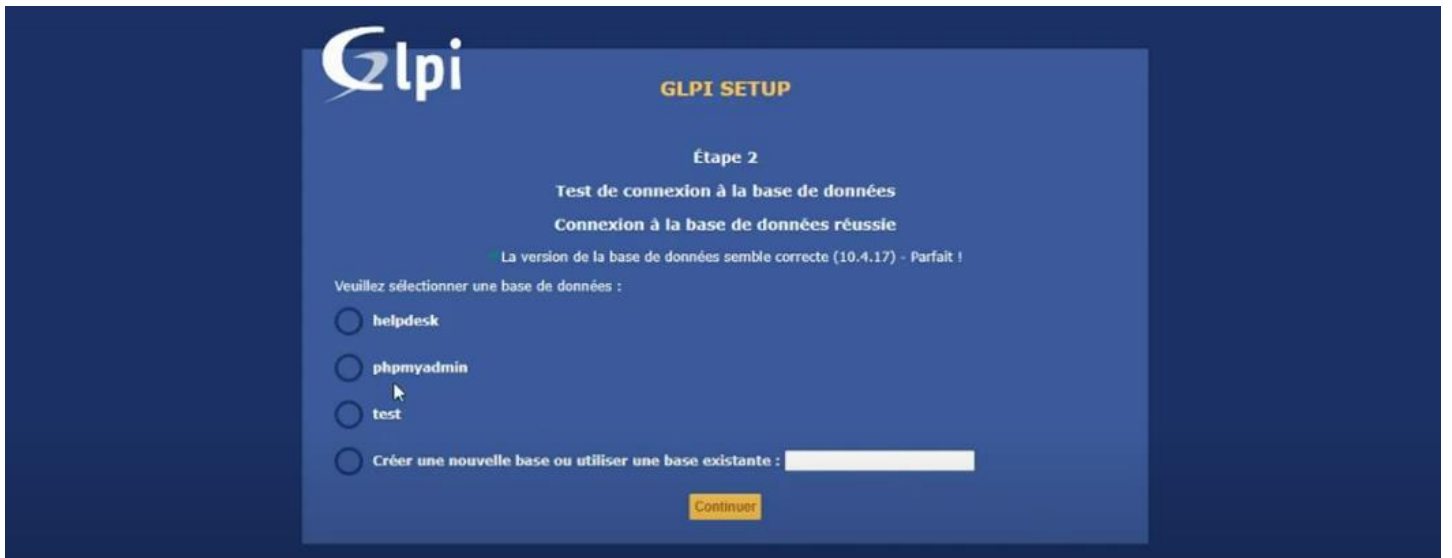 Glpi
GLPI SETUP
Étape 2
Test de connexion à la base de données
Connexion à la base de données réussie
La version de la base de données semble correcte (10.4.17) - Parfait !
Veuillez sélectionner une base de données :
helpdesk
phpmyadmin
test
Créer une nouvelle base ou utiliser une base existante :
Continuer